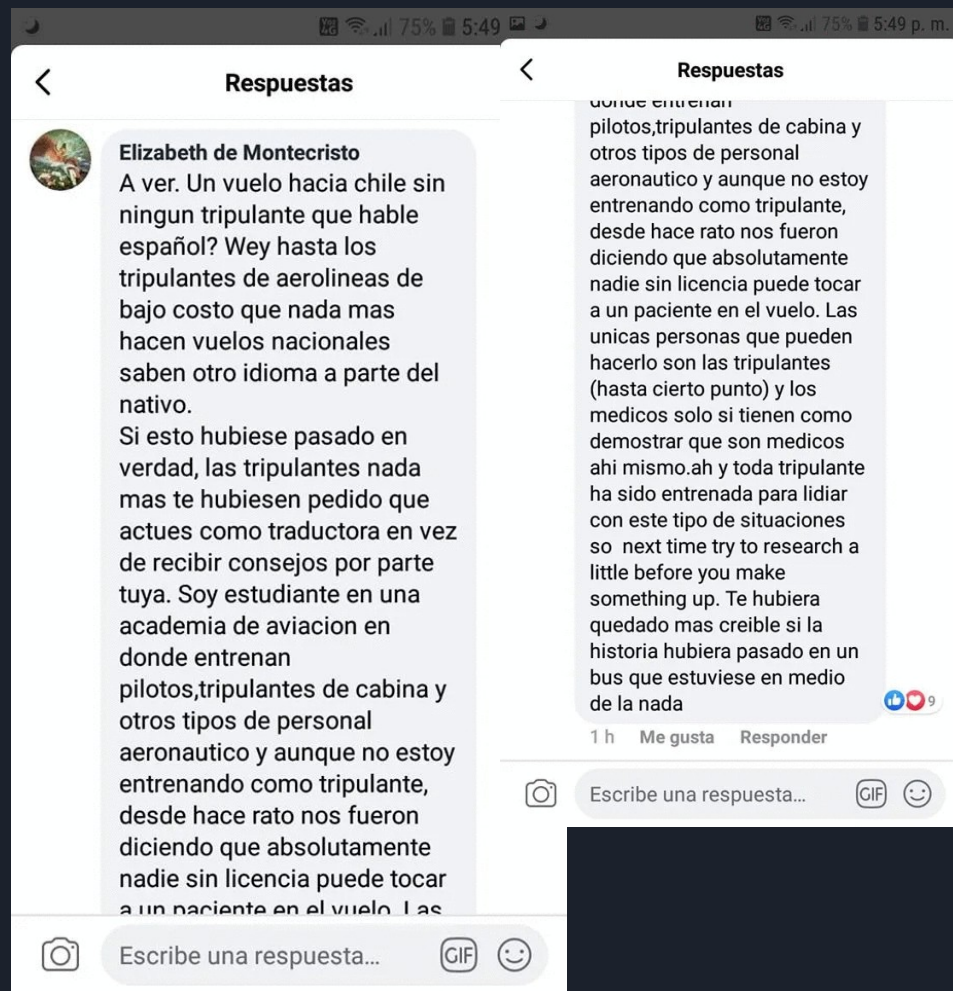 75% 5:49
Respuestas
Elizabeth de Montecristo
A ver. Un vuelo hacia chile sin
ningun tripulante que hable
español? Wey hasta los
tripulantes de aerolineas de
bajo costo que nada mas
hacen vuelos nacionales
saben otro idioma a parte del
nativo.
Si esto hubiese pasado en
verdad, las tripulantes nada
mas te hubiesen pedido que
actues como traductora en vez
de recibir consejos por parte
tuya. Soy estudiante en una
academia de aviacion en
donde entrenan
pilotos,tripulantes de cabina y
otros tipos de personal
aeronautico y aunque no estoy
entrenando como tripulante,
desde hace rato nos fueron
diciendo que absolutamente
nadie sin licencia puede tocar
a un paciente en el vuelo. Las
Escribe una respuesta...
GIF
75% 5:49 p. m.
Respuestas
donde entrenan
pilotos,tripulantes de cabina y
otros tipos de personal
aeronautico y aunque no estoy
entrenando como tripulante,
desde hace rato nos fueron
diciendo que absolutamente
nadie sin licencia puede tocar
a un paciente en el vuelo. Las
unicas personas que pueden
hacerlo son las tripulantes
(hasta cierto punto) y los
medicos solo si tienen como
demostrar que son medicos
ahi mismo.ah y toda tripulante
ha sido entrenada para lidiar
con este tipo de situaciones
so next time try to research a
little before you make
something up. Te hubiera
quedado mas creible si la
historia hubiera pasado en un
bus que estuviese en medio
de la nada
9
1 h Me gusta Responder
Escribe una respuesta...
GIF